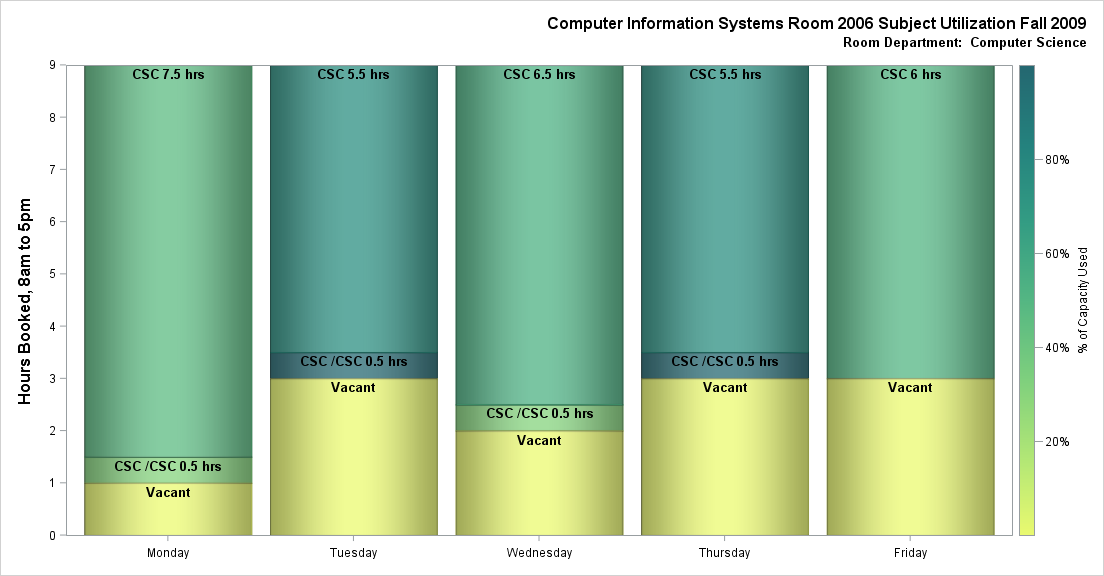 Computer Information Systems Room 2006 Subject Utilization Fall 2009
Room Department:  Computer Science
Hours Booked, 8am to 5pm
9
8
7
6
5
4
3
2
1
0
CSC 7.5 hrs
CSC /CSC 0.5 hrs
Vacant
CSC 5.5 hrs
CSC /CSC 0.5 hrs
Vacant
CSC 6.5 hrs
CSC /CSC 0.5 hrs
Vacant
CSC 5.5 hrs
CSC /CSC 0.5 hrs
Vacant
CSC 6 hrs
Vacant
Monday
Tuesday
Wednesday
Thursday
Friday
80%
60%
40%
20%
% of Capacity Used